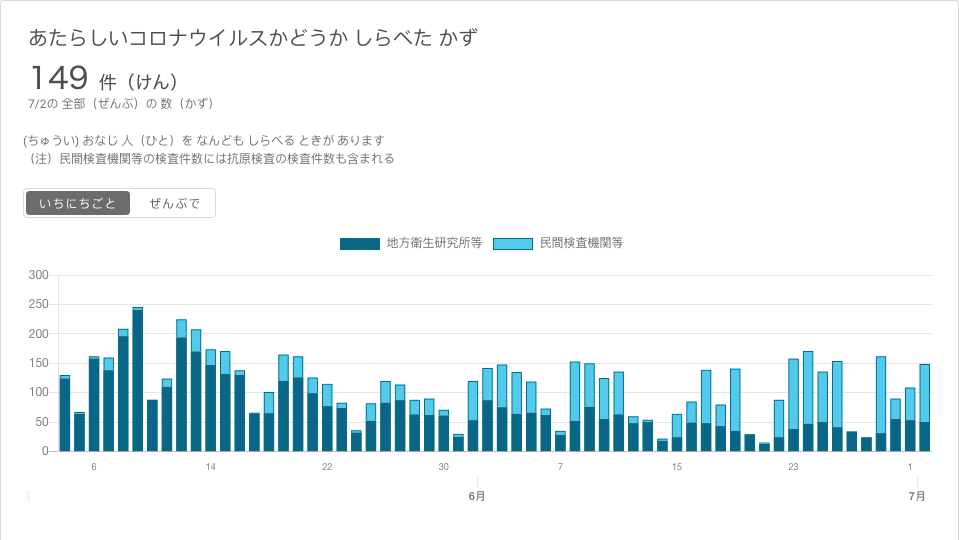 あたらしいコロナウイルスかどうか しらべた かず
149 件（けん）
7/2の 全部（ぜんぶ）の 数（かず）
(ちゅうい) おなじ 人（ひと）を なんども しらべる ときが あります
（注）民間検査機関等の検査件数には抗原検査の検査件数も含まれる
いちにちごと ぜんぶで
地方衛生研究所等 民間検査機関等
300
250
200
150
100
50
0
6 14 22 30 7 15 23 1
6月 7月